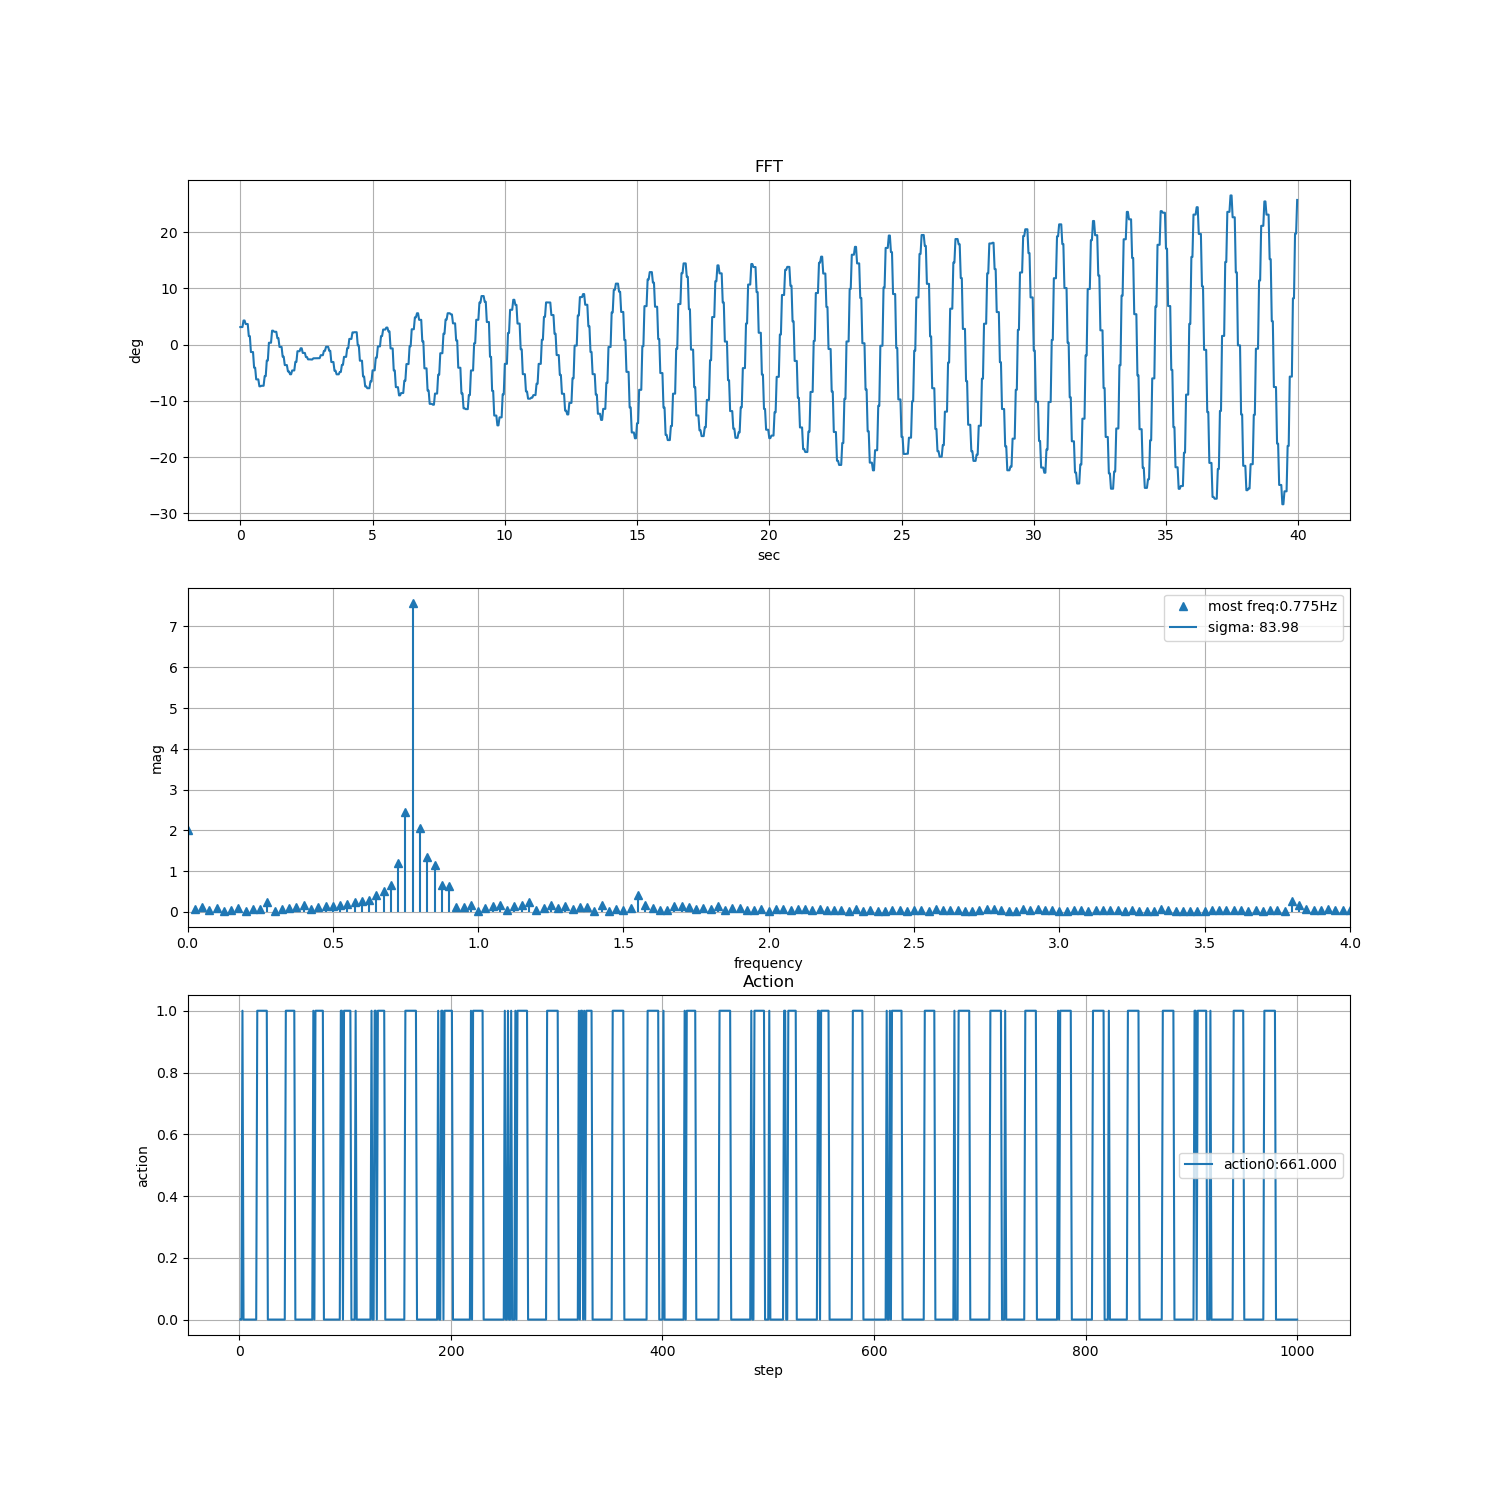 FFT
20
10
0
−10
−20
−30
deg
0 5 10 15 20 25 30 35 40
sec
most freq:0.775Hz
sigma: 83.98
7
6
5
4
3
2
1
0
mag
0.0 0.5 1.0 1.5 2.0 2.5 3.0 3.5 4.0
frequency
Action
1.0
0.8
0.6
0.4
0.2
0.0
action
action0:661.000
0 200 400 600 800 1000
step